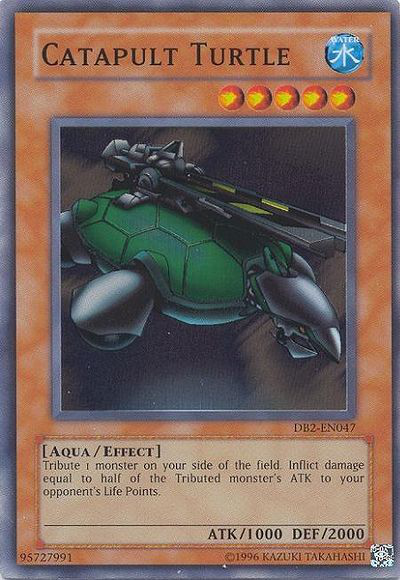 CATAPULT TURTLE
WATER
水
DB2-EN047
[AQUA / EFFECT]
Tribute 1 monster on your side of the field. Inflict damage
equal to half of the Tributed monster's ATK to your
opponent's Life Points.
ATK/1000 DEF/2000
95727991
©1996 KAZUKI TAKAHASHI